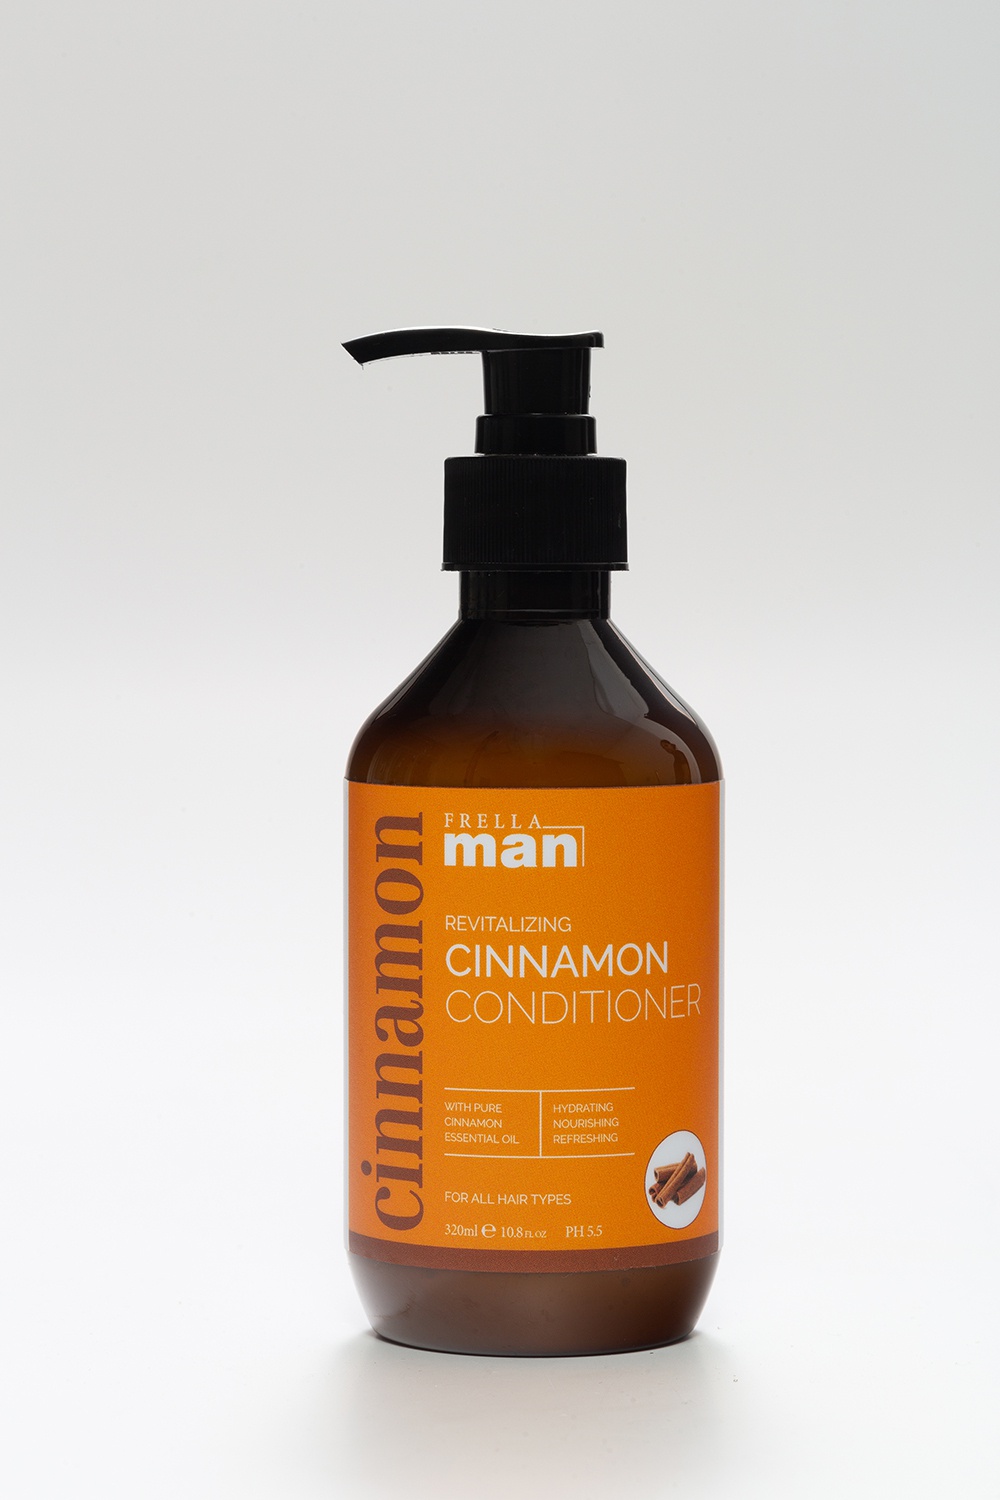 cinnamon
FRELLA
man
REVITALIZING
CINNAMON
CONDITIONER
WITH PURE
CINNAMON
ESSENTIAL OIL
HYDRATING
NOURISHING
REFRESHING
FOR ALL HAIR TYPES
320ml ℮ 10.8 FL OZ PH 5.5